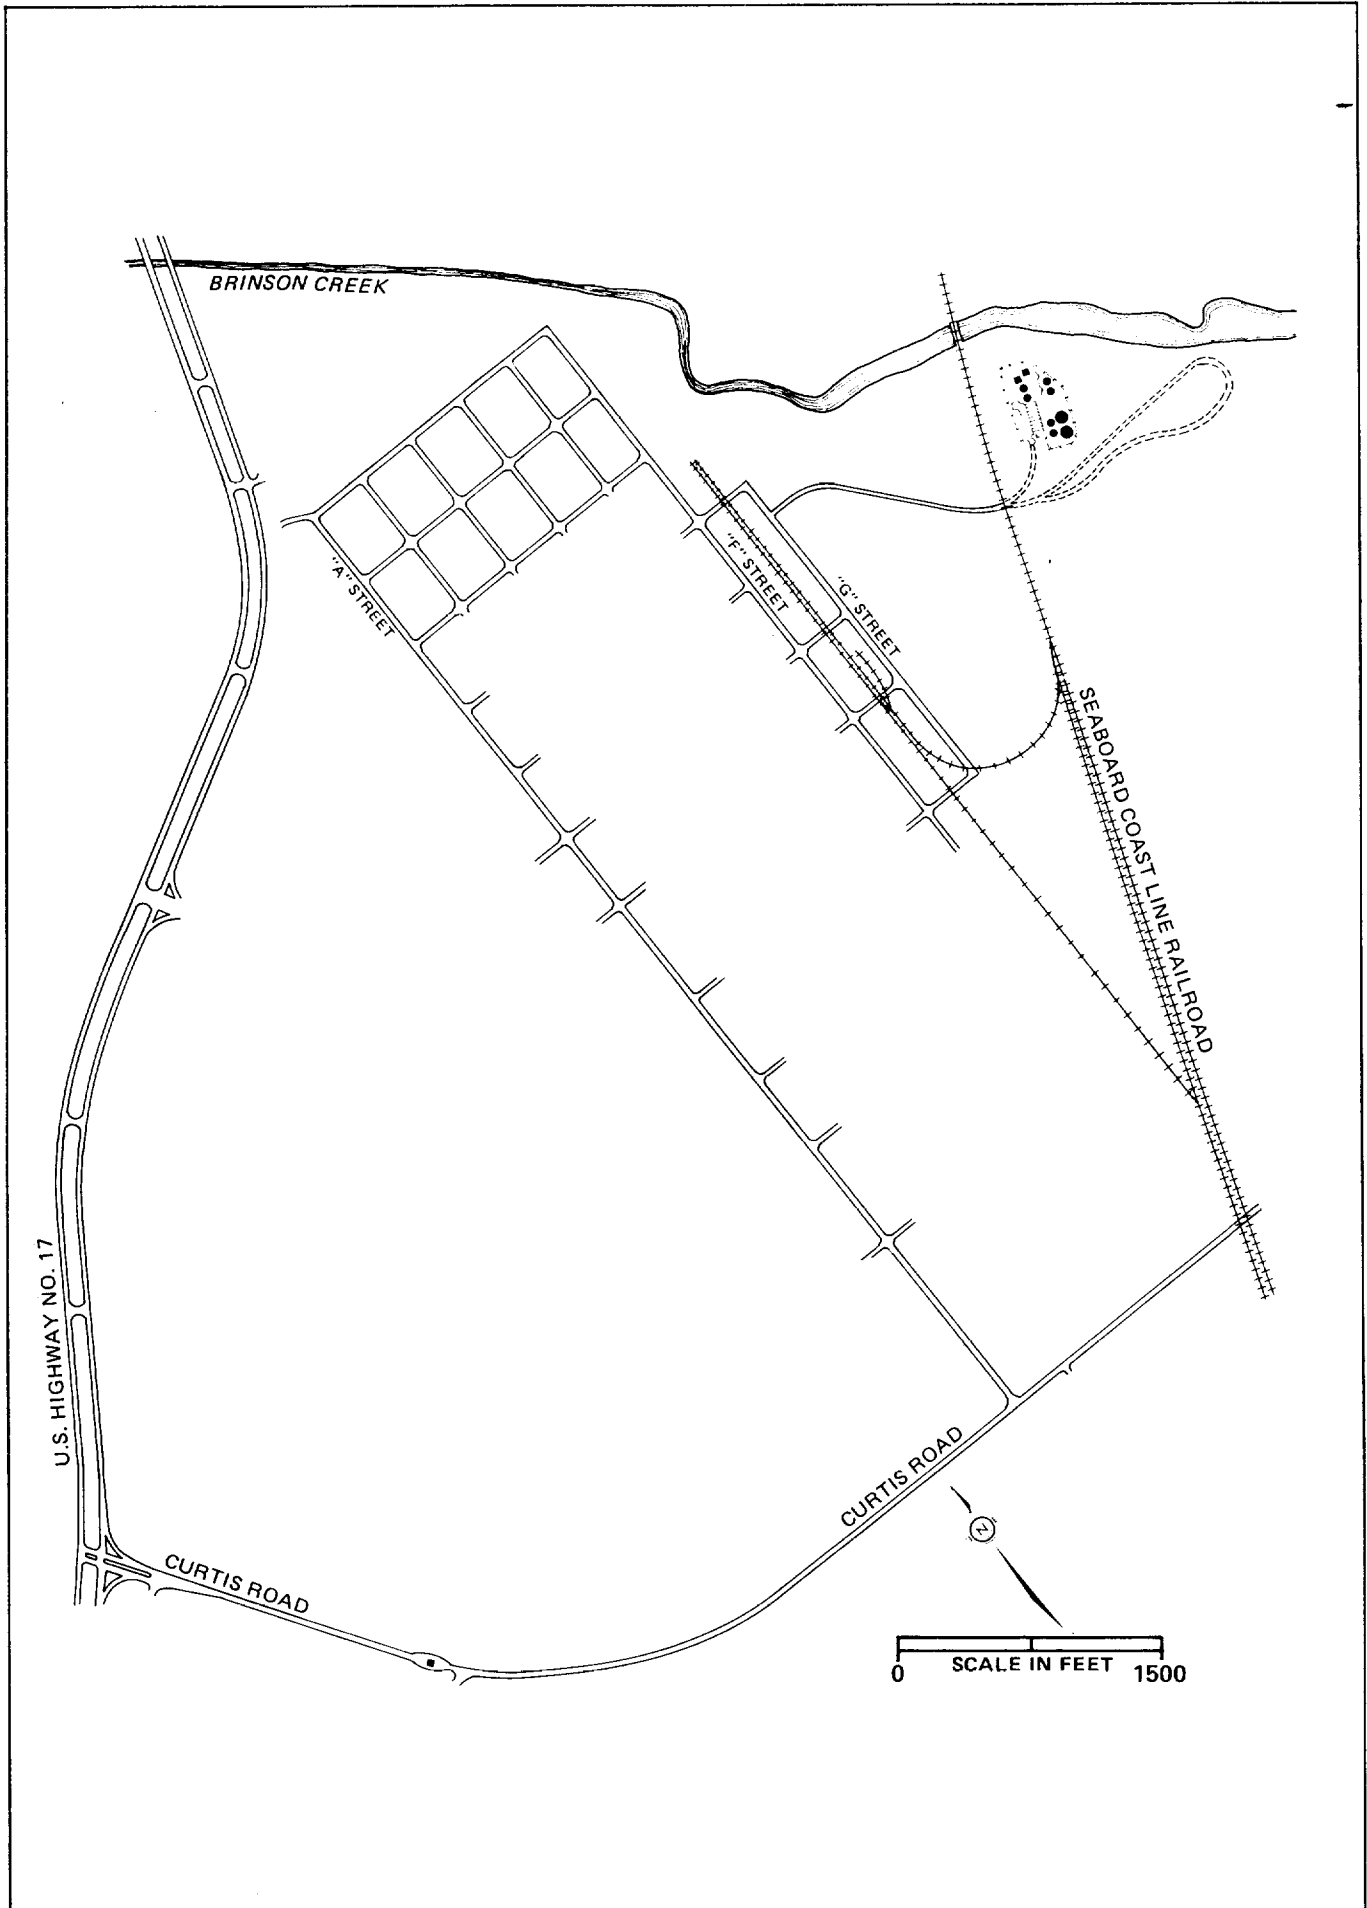 BRINSON CREEK
"A" STREET
"F" STREET
"G" STREET
SEABOARD COAST LINE RAILROAD
U.S. HIGHWAY NO. 17
CURTIS ROAD
CURTIS ROAD
N
SCALE IN FEET
0 1500